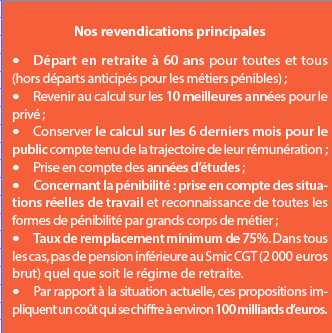 Nos revendications principales
● Départ en retraite à 60 ans pour toutes et tous
(hors départs anticipés pour les métiers pénibles) ;
● Revenir au calcul sur les 10 meilleures années pour le
privé ;
● Conserver le calcul sur les 6 derniers mois pour le
public compte tenu de la trajectoire de leur rémunération ;
● Prise en compte des années d'études ;
● Concernant la pénibilité : prise en compte des situa-
tions réelles de travail et reconnaissance de toutes les
formes de pénibilité par grands corps de métier ;
● Taux de remplacement minimum de 75%. Dans tous
les cas, pas de pension inférieure au Smic CGT (2 000 euros
brut) quel que soit le régime de retraite.
● Par rapport à la situation actuelle, ces propositions im-
pliquent un coût qui se chiffre à environ 100 milliards d'euros.